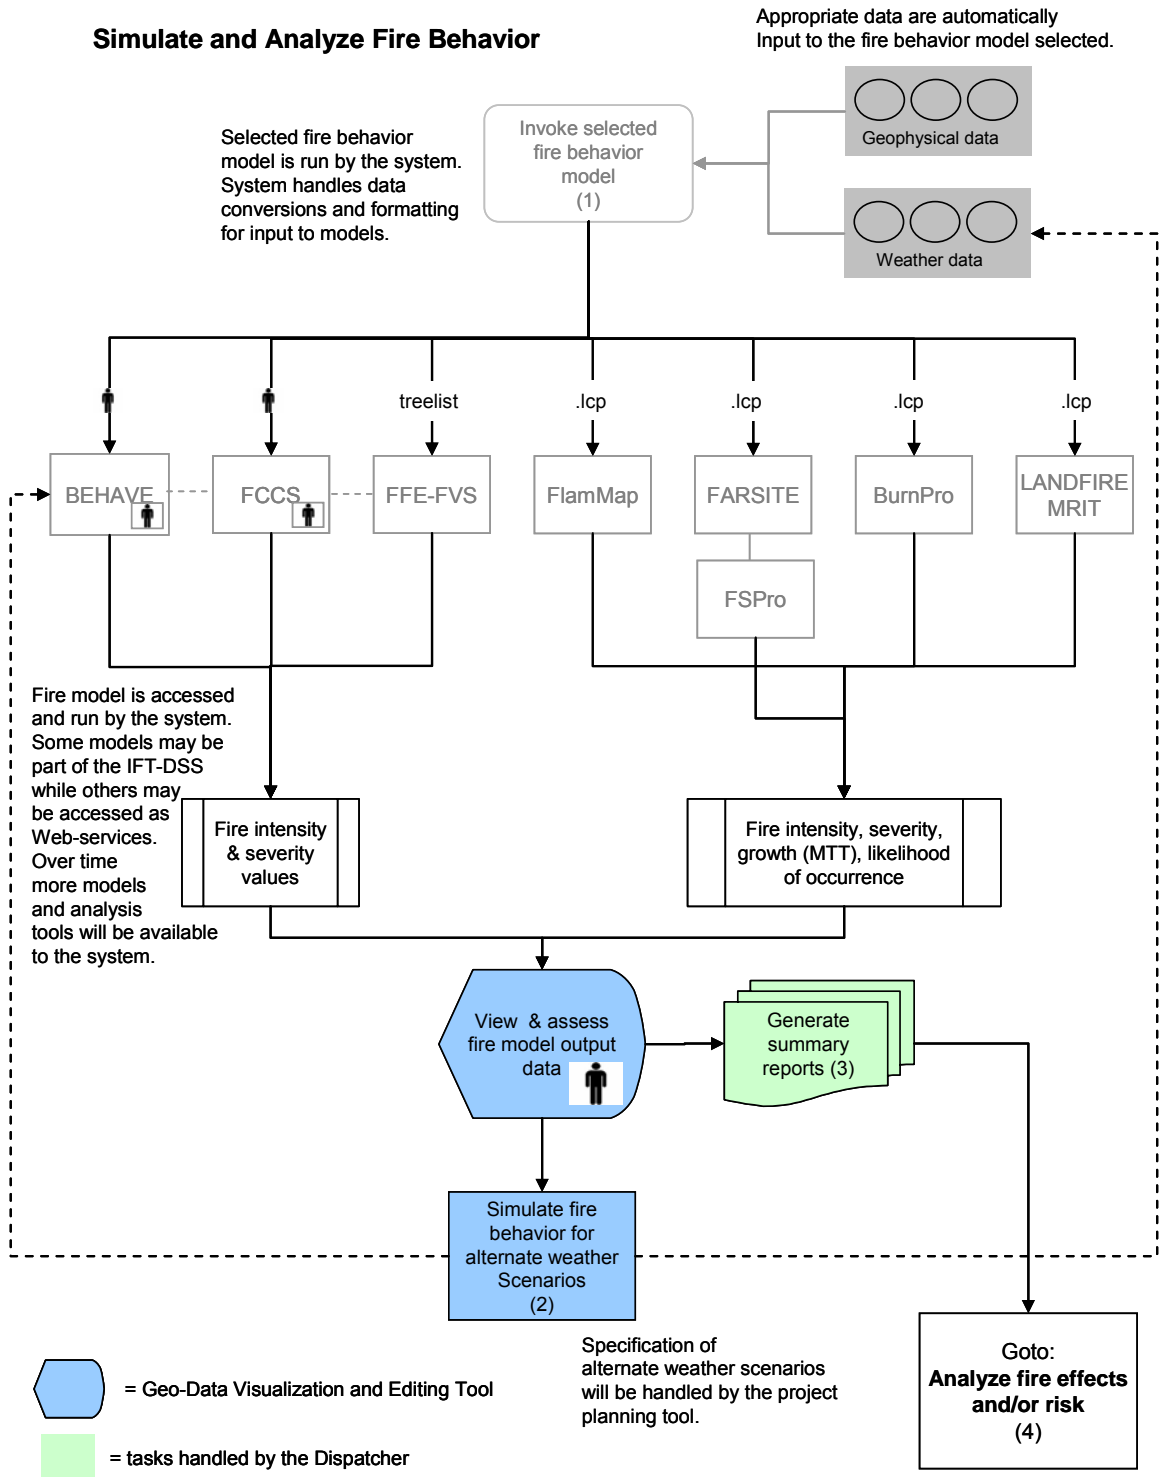 Simulate and Analyze Fire Behavior
Appropriate data are automatically
Input to the fire behavior model selected.
Selected fire behavior
model is run by the system.
System handles data
conversions and formatting
for input to models.
Invoke selected
fire behavior
model
(1)
Geophysical data
Weather data
treelist
.lcp
.lcp
.lcp
.lcp
BEHAVE
FCCS
FFE-FVS
FlamMap
FARSITE
BurnPro
LANDFIRE
MRIT
FSPro
Fire model is accessed
and run by the system.
Some models may be
part of the IFT-DSS
while others may
be accessed as
Web-services.
Over time
more models
and analysis
tools will be available
to the system.
Fire intensity
& severity
values
Fire intensity, severity,
growth (MTT), likelihood
of occurrence
View & assess
fire model output
data
Generate
summary
reports (3)
Simulate fire
behavior for
alternate weather
Scenarios
(2)
Specification of
alternate weather scenarios
will be handled by the project
planning tool.
Goto:
Analyze fire effects
and/or risk
(4)
= Geo-Data Visualization and Editing Tool
= tasks handled by the Dispatcher